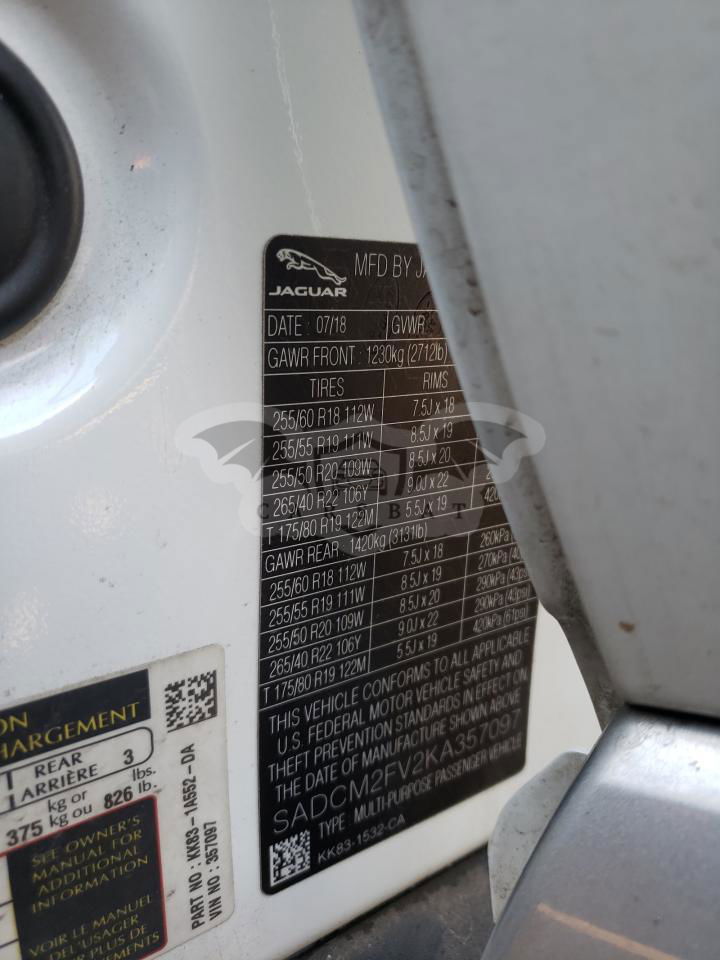 JAGUAR
MFD BY
DATE : 07/18 GVWR
GAWR FRONT : 1230kg (2712lb)
TIRES RIMS
255/60 R18 112W 7.5J x 18
255/55 R19 111W 8.5J x 19
255/50 R20 109W 8.5J x 20
265/40 R22 106Y 9.0J x 22
T 175/80 R19 122M 5.5J x 19
GAWR REAR : 1420kg (3131lb)
255/60 R18 112W 7.5J x 18 260kPa
255/55 R19 111W 8.5J x 19 270kPa
255/50 R20 109W 8.5J x 20 290kPa (43psi)
265/40 R22 106Y 9.0J x 22 290kPa (43psi)
T 175/80 R19 122M 5.5J x 19 420kPa (61psi)
THIS VEHICLE CONFORMS TO ALL APPLICABLE
U.S. FEDERAL MOTOR VEHICLE SAFETY AND
THEFT PREVENTION STANDARDS IN EFFECT ON
THE DATE OF MANUFACTURE SHOWN ABOVE
SADCM2FV2KA357097
TYPE : MULTI-PURPOSE PASSENGER VEHICLE
KK83-1532-CA
REAR 3
ARRIÈRE
kg or lbs.
375 kg ou 826 lb.
SEE OWNER'S
MANUAL FOR
ADDITIONAL
INFORMATION
VOIR LE MANUEL
DE L'USAGER
PLUS DE
PART NO : KK83-1A552-DA
VIN NO : 357097
CARSBAT